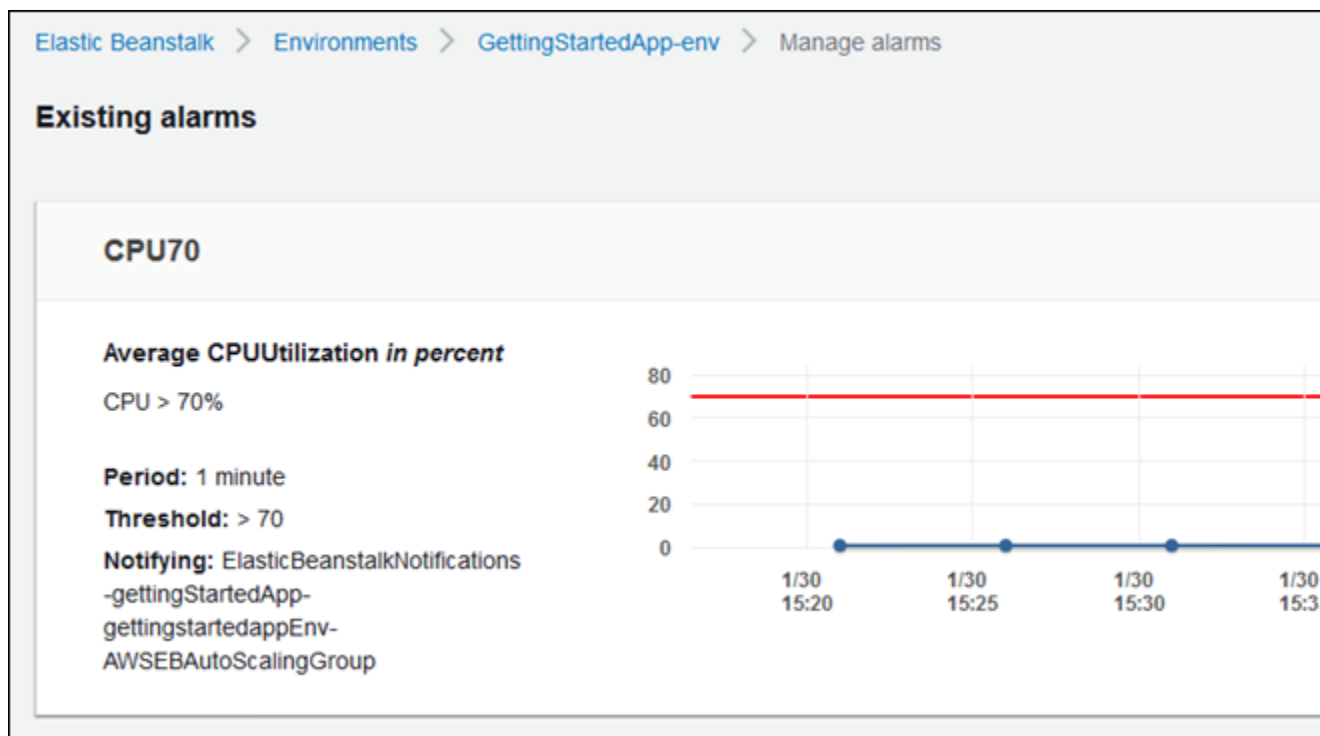 Elastic Beanstalk > Environments > GettingStartedApp-env > Manage alarms
Existing alarms
CPU70
Average CPUUtilization in percent
CPU > 70%
Period: 1 minute
Threshold: > 70
Notifying: ElasticBeanstalkNotifications
-gettingStartedApp-
gettingstartedappEnv-
AWSEBAutoScalingGroup
80
60
40
20
0
1/30 1/30 1/30 1/30
15:20 15:25 15:30 15:3